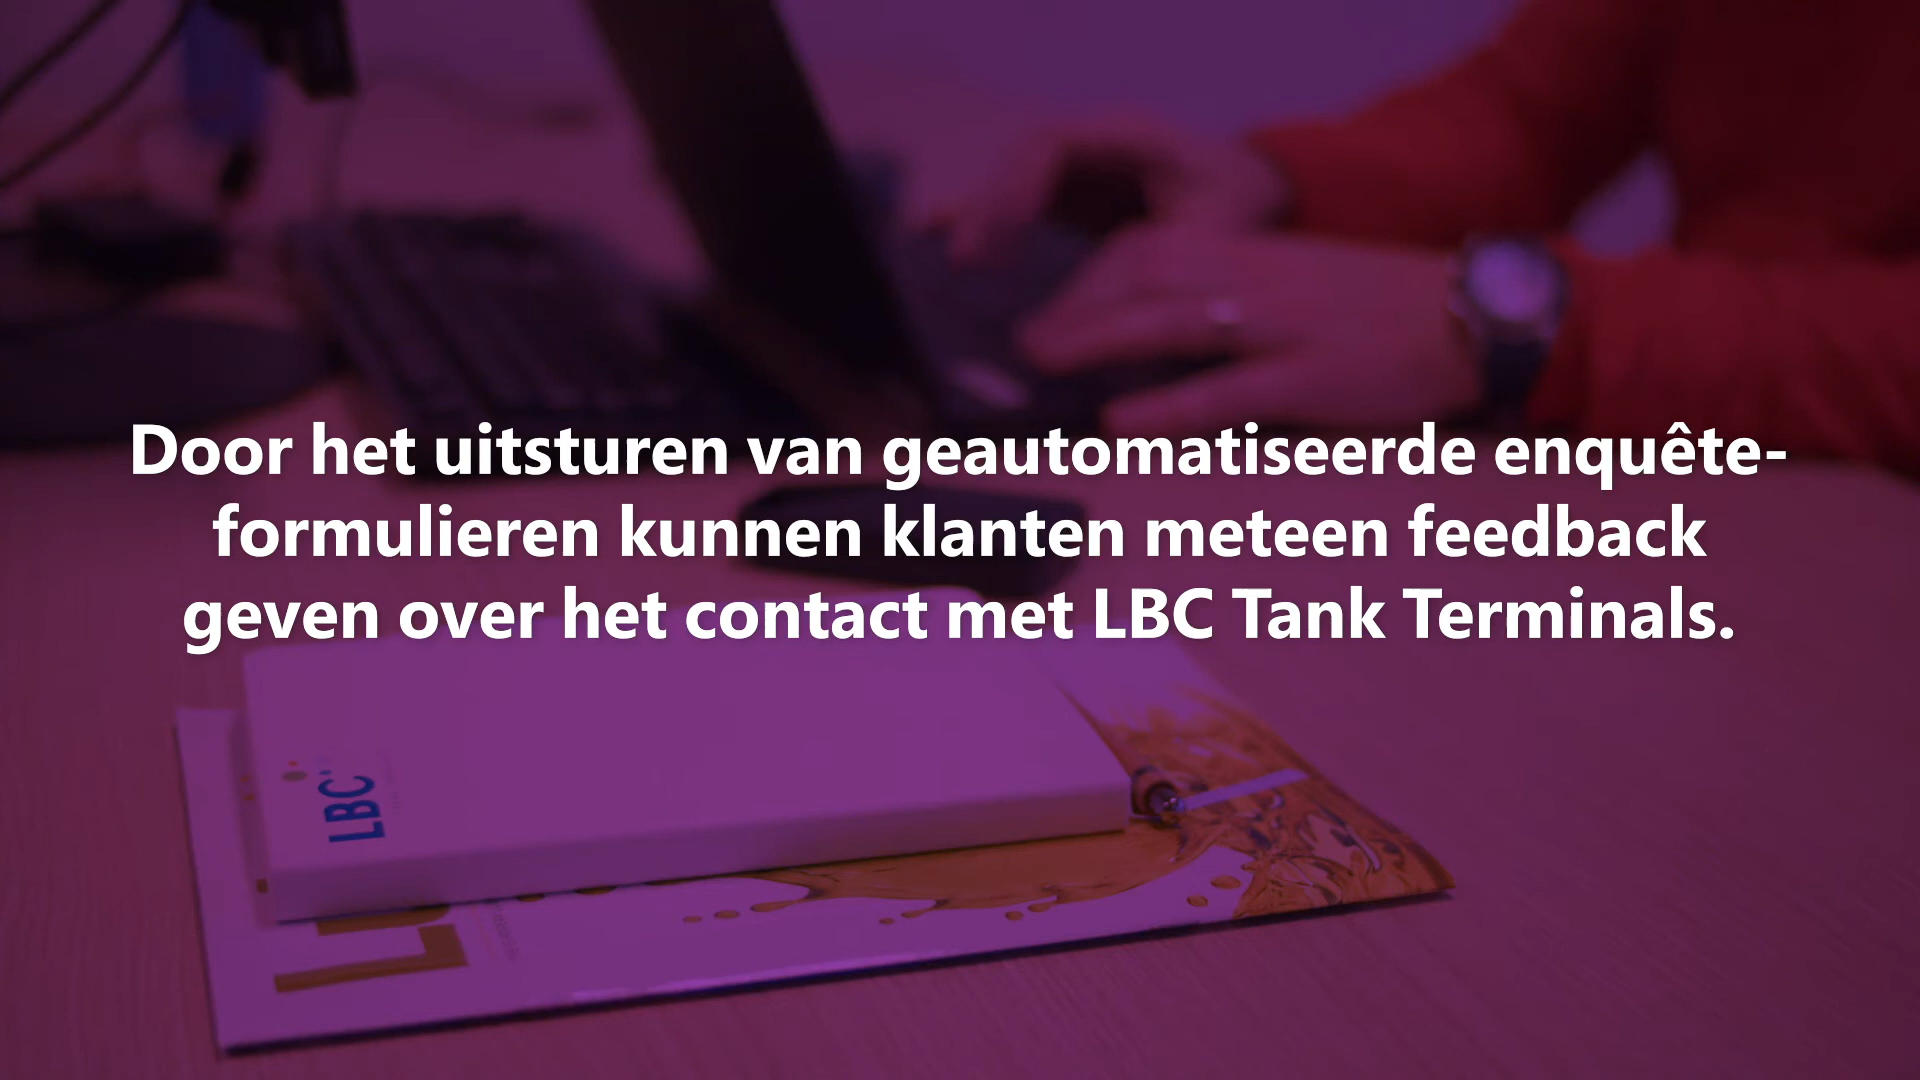 Door het uitsturen van geautomatiseerde enquête-
formulieren kunnen klanten meteen feedback
geven over het contact met LBC Tank Terminals.
LBC